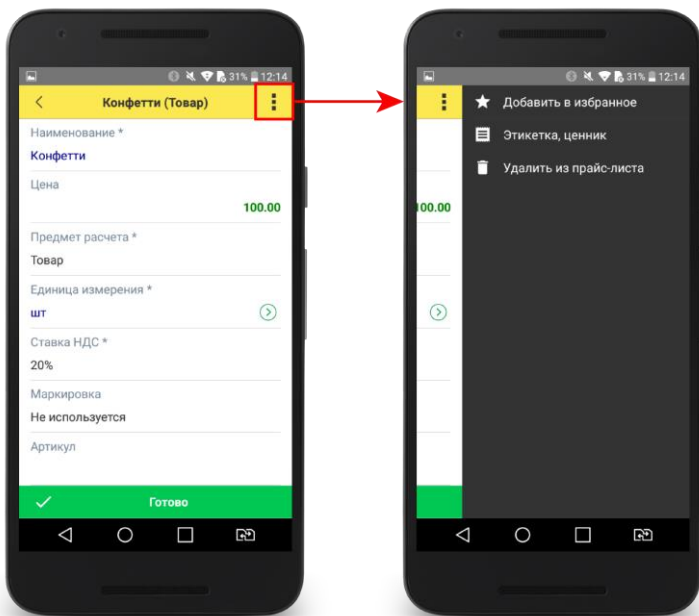 31% 12:14
Конфетти (Товар)
Наименование *
Конфетти
Цена
100.00
Предмет расчета *
Товар
Единица измерения *
шт
Ставка НДС *
20%
Маркировка
Не используется
Артикул
Готово
31% 12:14
Добавить в избранное
Этикетка, ценник
Удалить из прайс-листа
100.00